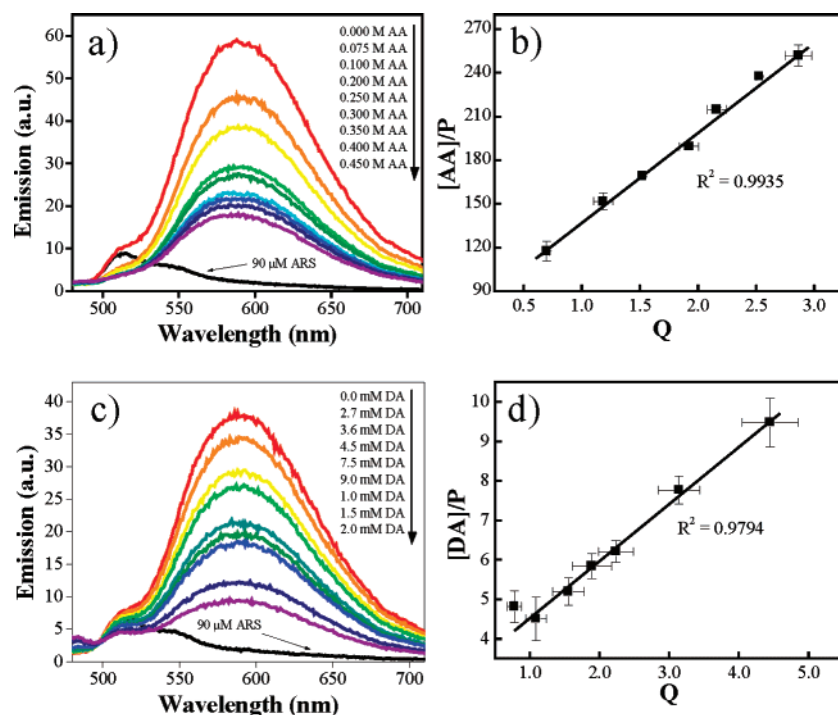 a)
0.000 M AA
0.075 M AA
0.100 M AA
0.200 M AA
0.250 M AA
0.300 M AA
0.350 M AA
0.400 M AA
0.450 M AA
90 µM ARS
60
50
40
30
20
10
0
500 550 600 650 700
Emission (a.u.)
Wavelength (nm)
b)
270
240
210
180
150
120
90
0.5 1.0 1.5 2.0 2.5 3.0
[AA]/P
Q
R² = 0.9935
c)
0.0 mM DA
2.7 mM DA
3.6 mM DA
4.5 mM DA
7.5 mM DA
9.0 mM DA
1.0 mM DA
1.5 mM DA
2.0 mM DA
90 µM ARS
40
35
30
25
20
15
10
5
0
500 550 600 650 700
Emission (a.u.)
Wavelength (nm)
d)
10
9
8
7
6
5
4
1.0 2.0 3.0 4.0 5.0
[DA]/P
Q
R² = 0.9794